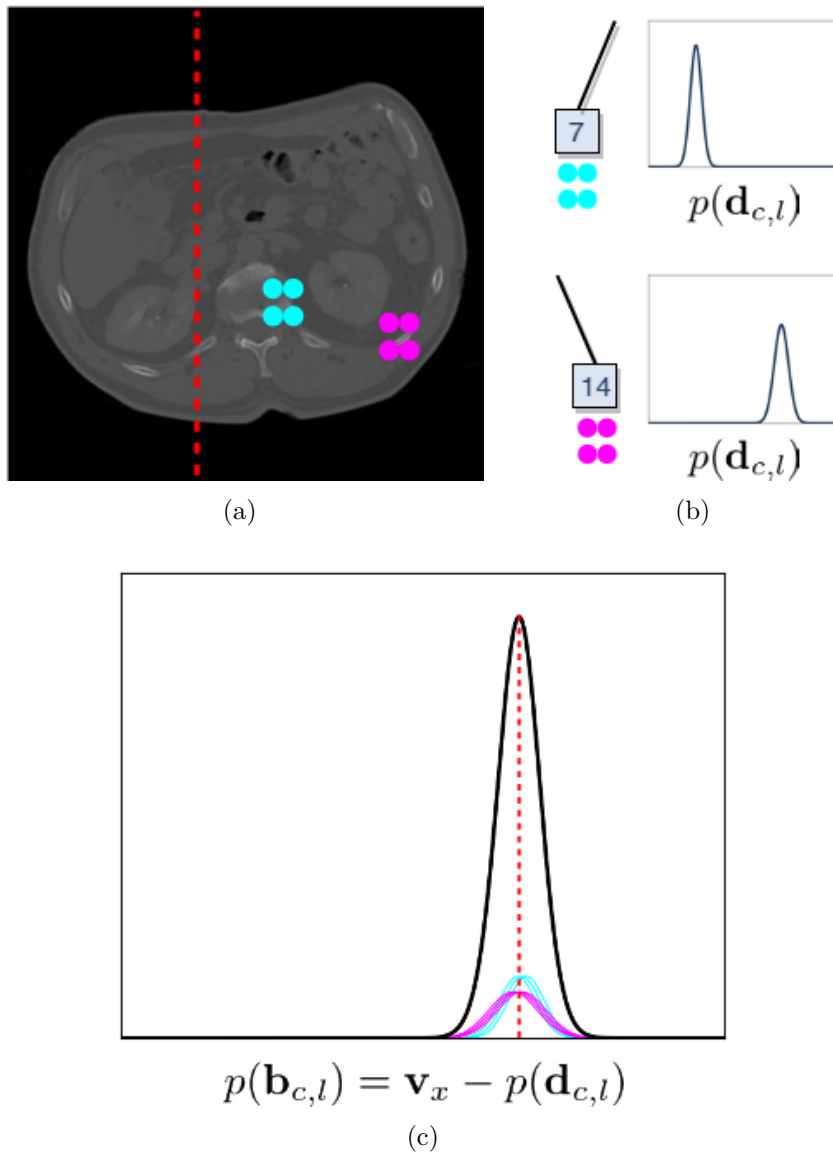 7
p(d_{c,l})
14
p(d_{c,l})
(a)
(b)
p(b_{c,l}) = v_x − p(d_{c,l})
(c)